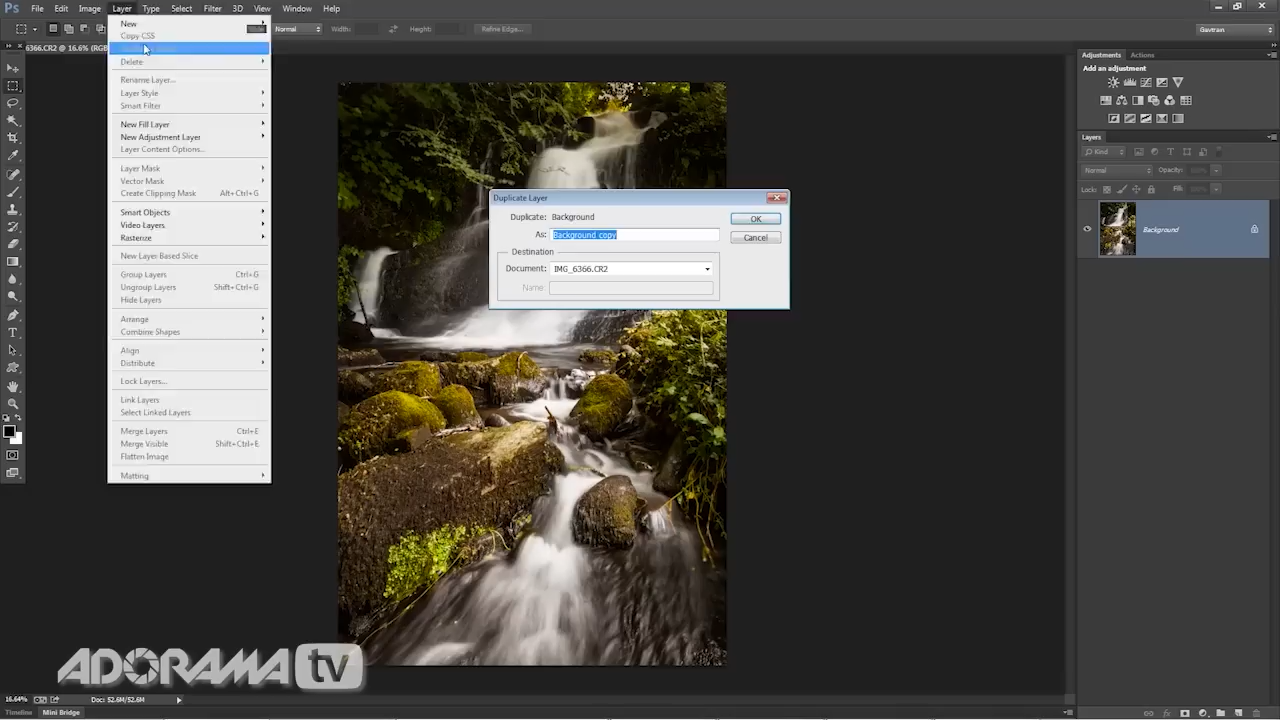 Ps File Edit Image Layer Type Select Filter 3D View Window Help
Normal Width: Height: Refine Edge... Gavtran
6366.CR2 @ 16.6% (RGB
New
Copy CSS
Delete
Rename Layer...
Layer Style
Smart Filter
New Fill Layer
New Adjustment Layer
Layer Content Options...
Layer Mask
Vector Mask
Create Clipping Mask Alt+Ctrl+G
Smart Objects
Video Layers
Rasterize
New Layer Based Slice
Group Layers Ctrl+G
Ungroup Layers Shift+Ctrl+G
Hide Layers
Arrange
Combine Shapes
Align
Distribute
Lock Layers...
Link Layers
Select Linked Layers
Merge Layers Ctrl+E
Merge Visible Shift+Ctrl+E
Flatten Image
Matting
Duplicate Layer
Duplicate: Background
OK
As: Background copy
Cancel
Destination
Document: IMG_6366.CR2
Name:
Adjustments Actions
Add an adjustment
Layers
Kind
Normal Opacity:
Lock: Fill:
Background
ADORAMA tv
16.64% Doc: 52.6M/52.6M
Timeline Mini Bridge